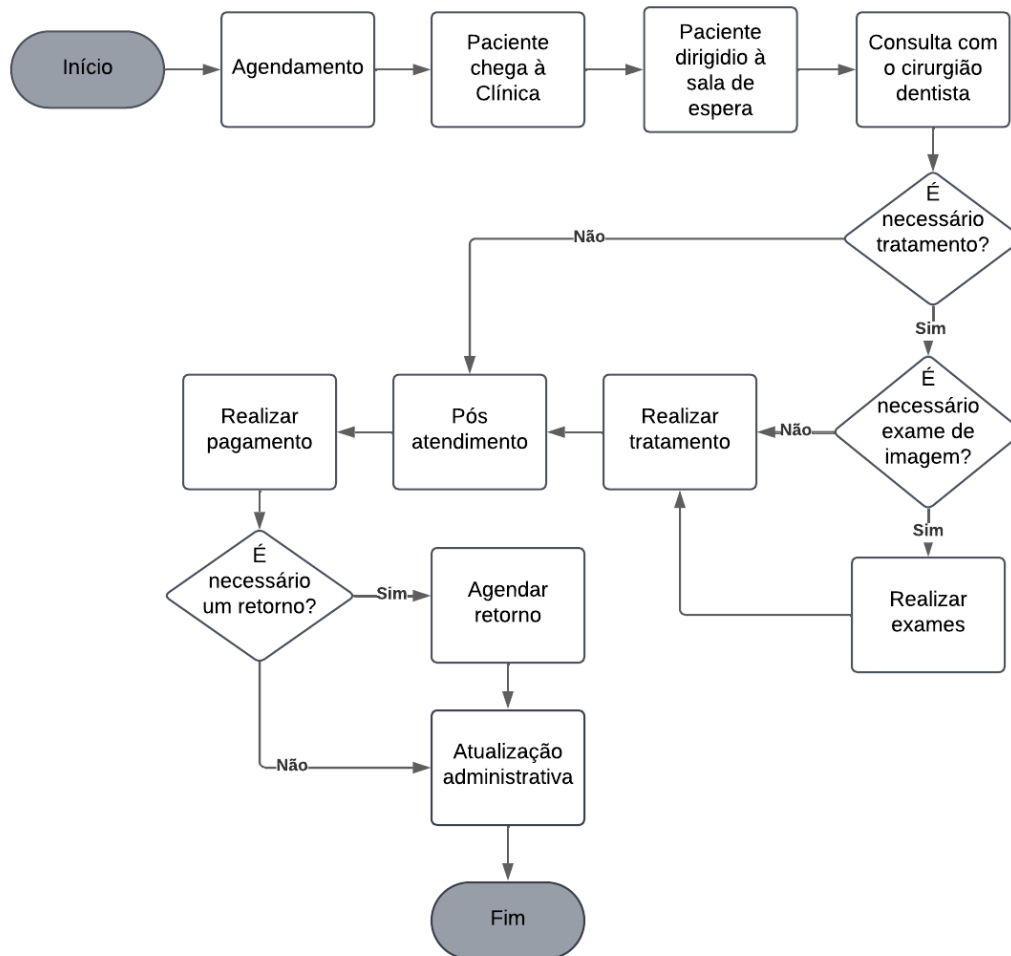 Início
Agendamento
Paciente
chega à
Clínica
Paciente
dirigidio à
sala de
espera
Consulta com
o cirurgião
dentista
É
necessário
tratamento?
Não
Sim
É
necessário
exame de
imagem?
Não
Realizar
tratamento
Pós
atendimento
Realizar
pagamento
Sim
Realizar
exames
É
necessário
um retorno?
Sim
Agendar
retorno
Não
Atualização
administrativa
Fim